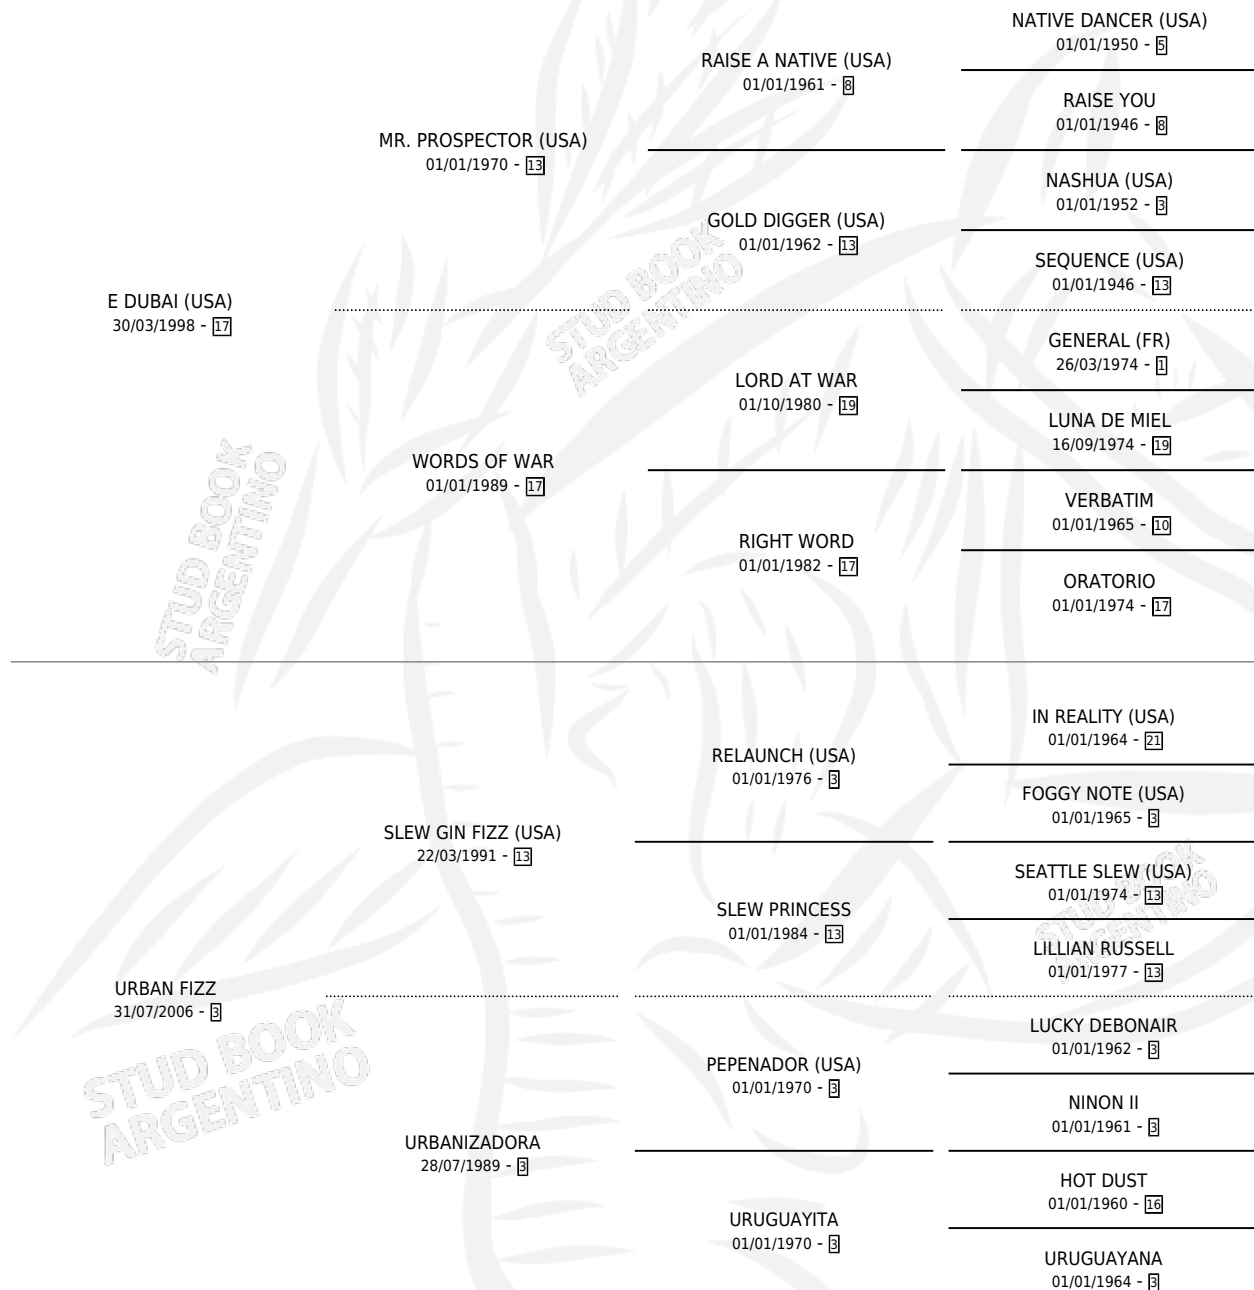 NATIVE DANCER (USA)
01/01/1950 - 5
RAISE A NATIVE (USA)
01/01/1961 - 8
RAISE YOU
01/01/1946 - 8
MR. PROSPECTOR (USA)
01/01/1970 - 13
NASHUA (USA)
01/01/1952 - 3
GOLD DIGGER (USA)
01/01/1962 - 13
SEQUENCE (USA)
01/01/1946 - 13
E DUBAI (USA)
30/03/1998 - 17
GENERAL (FR)
26/03/1974 - 1
LORD AT WAR
01/10/1980 - 19
LUNA DE MIEL
16/09/1974 - 19
WORDS OF WAR
01/01/1989 - 17
VERBATIM
01/01/1965 - 10
RIGHT WORD
01/01/1982 - 17
ORATORIO
01/01/1974 - 17
IN REALITY (USA)
01/01/1964 - 21
RELAUNCH (USA)
01/01/1976 - 3
FOGGY NOTE (USA)
01/01/1965 - 3
SLEW GIN FIZZ (USA)
22/03/1991 - 13
SEATTLE SLEW (USA)
01/01/1974 - 13
SLEW PRINCESS
01/01/1984 - 13
LILLIAN RUSSELL
01/01/1977 - 13
URBAN FIZZ
31/07/2006 - 3
LUCKY DEBONAIR
01/01/1962 - 3
PEPENADOR (USA)
01/01/1970 - 3
NINON II
01/01/1961 - 3
URBANIZADORA
28/07/1989 - 3
HOT DUST
01/01/1960 - 16
URUGUAYITA
01/01/1970 - 3
URUGUAYANA
01/01/1964 - 3
STUD BOOK
ARGENTINO
STUD BOOK
ARGENTINO
STUD BOOK
ARGENTINO
STUD BOOK
ARGENTINO